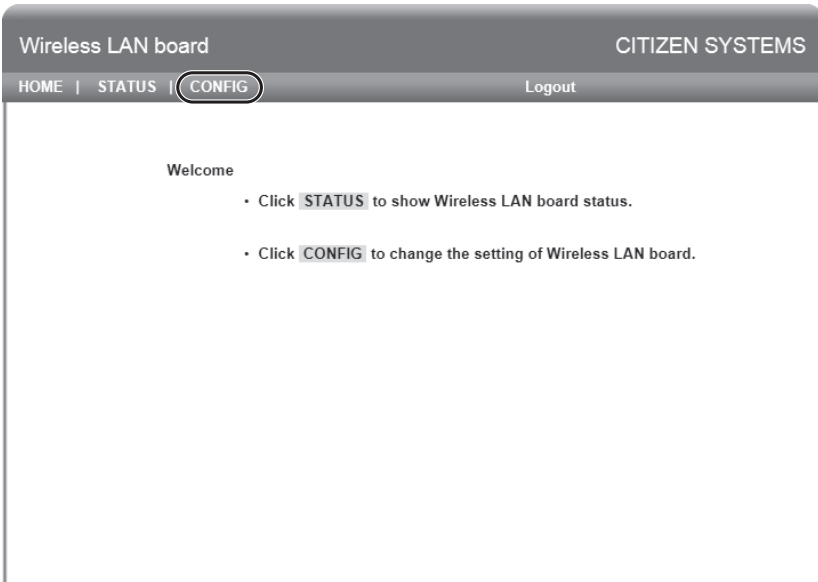 Wireless LAN board CITIZEN SYSTEMS
HOME | STATUS | CONFIG Logout
Welcome
• Click STATUS to show Wireless LAN board status.
• Click CONFIG to change the setting of Wireless LAN board.